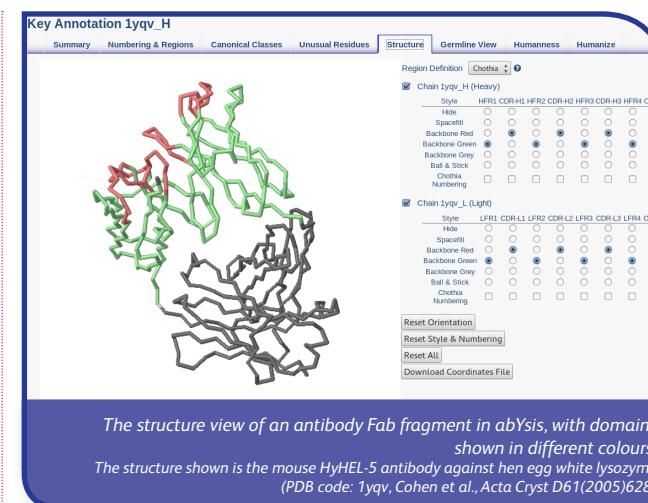 Key Annotation 1yqv_H
Summary Numbering & Regions Canonical Classes Unusual Residues Structure Germline View Humanness Humanize
Region Definition Chothia
Chain 1yqv_H (Heavy)
Style HFR1 CDR-H1 HFR2 CDR-H2 HFR3 CDR-H3 HFR4
Hide
Spacefill
Backbone Red
Backbone Green
Backbone Grey
Ball & Stick
Chothia
Numbering
Chain 1yqv_L (Light)
Style LFR1 CDR-L1 LFR2 CDR-L2 LFR3 CDR-L3 LFR4
Hide
Spacefill
Backbone Red
Backbone Green
Backbone Grey
Ball & Stick
Chothia
Numbering
Reset Orientation
Reset Style & Numbering
Reset All
Download Coordinates File
The structure view of an antibody Fab fragment in abYsis, with domain
shown in different colours
The structure shown is the mouse HyHEL-5 antibody against hen egg white lysozym
(PDB code: 1yqv, Cohen et al., Acta Cryst D61(2005)628